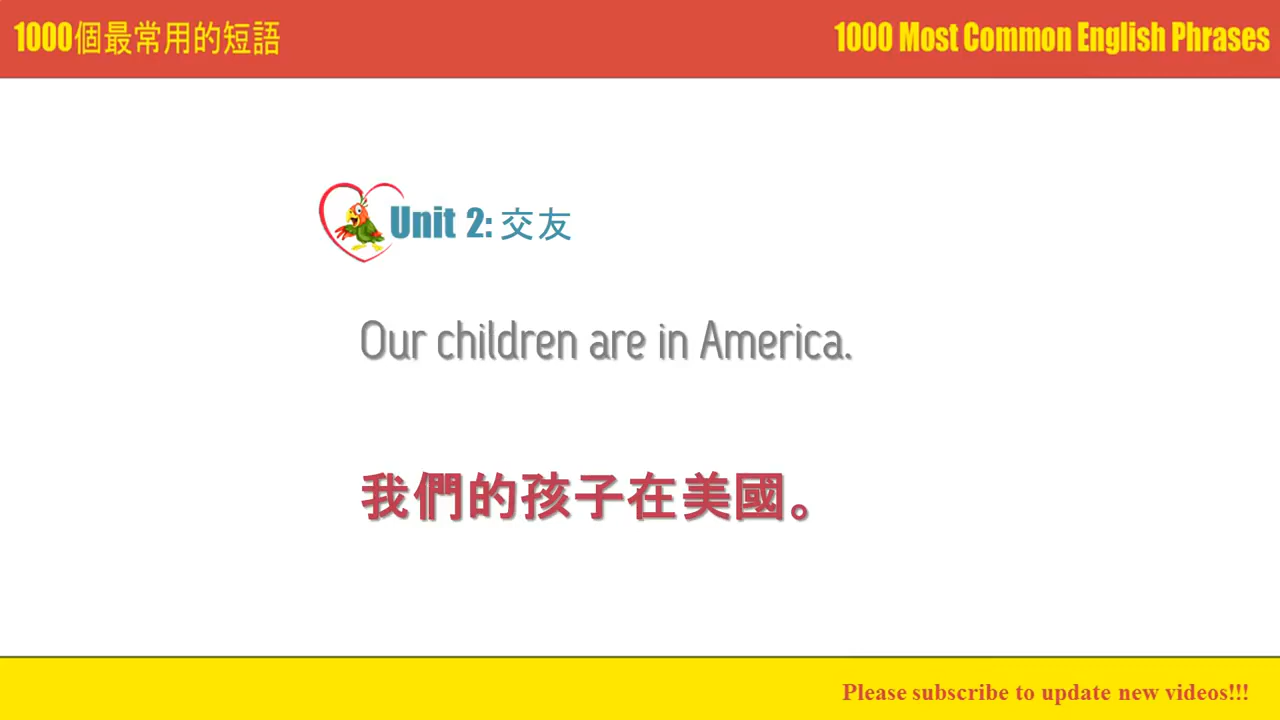 1000個最常用的短語
1000 Most Common English Phrases
Unit 2: 交友
Our children are in America.
我們的孩子在美國。
Please subscribe to update new videos!!!